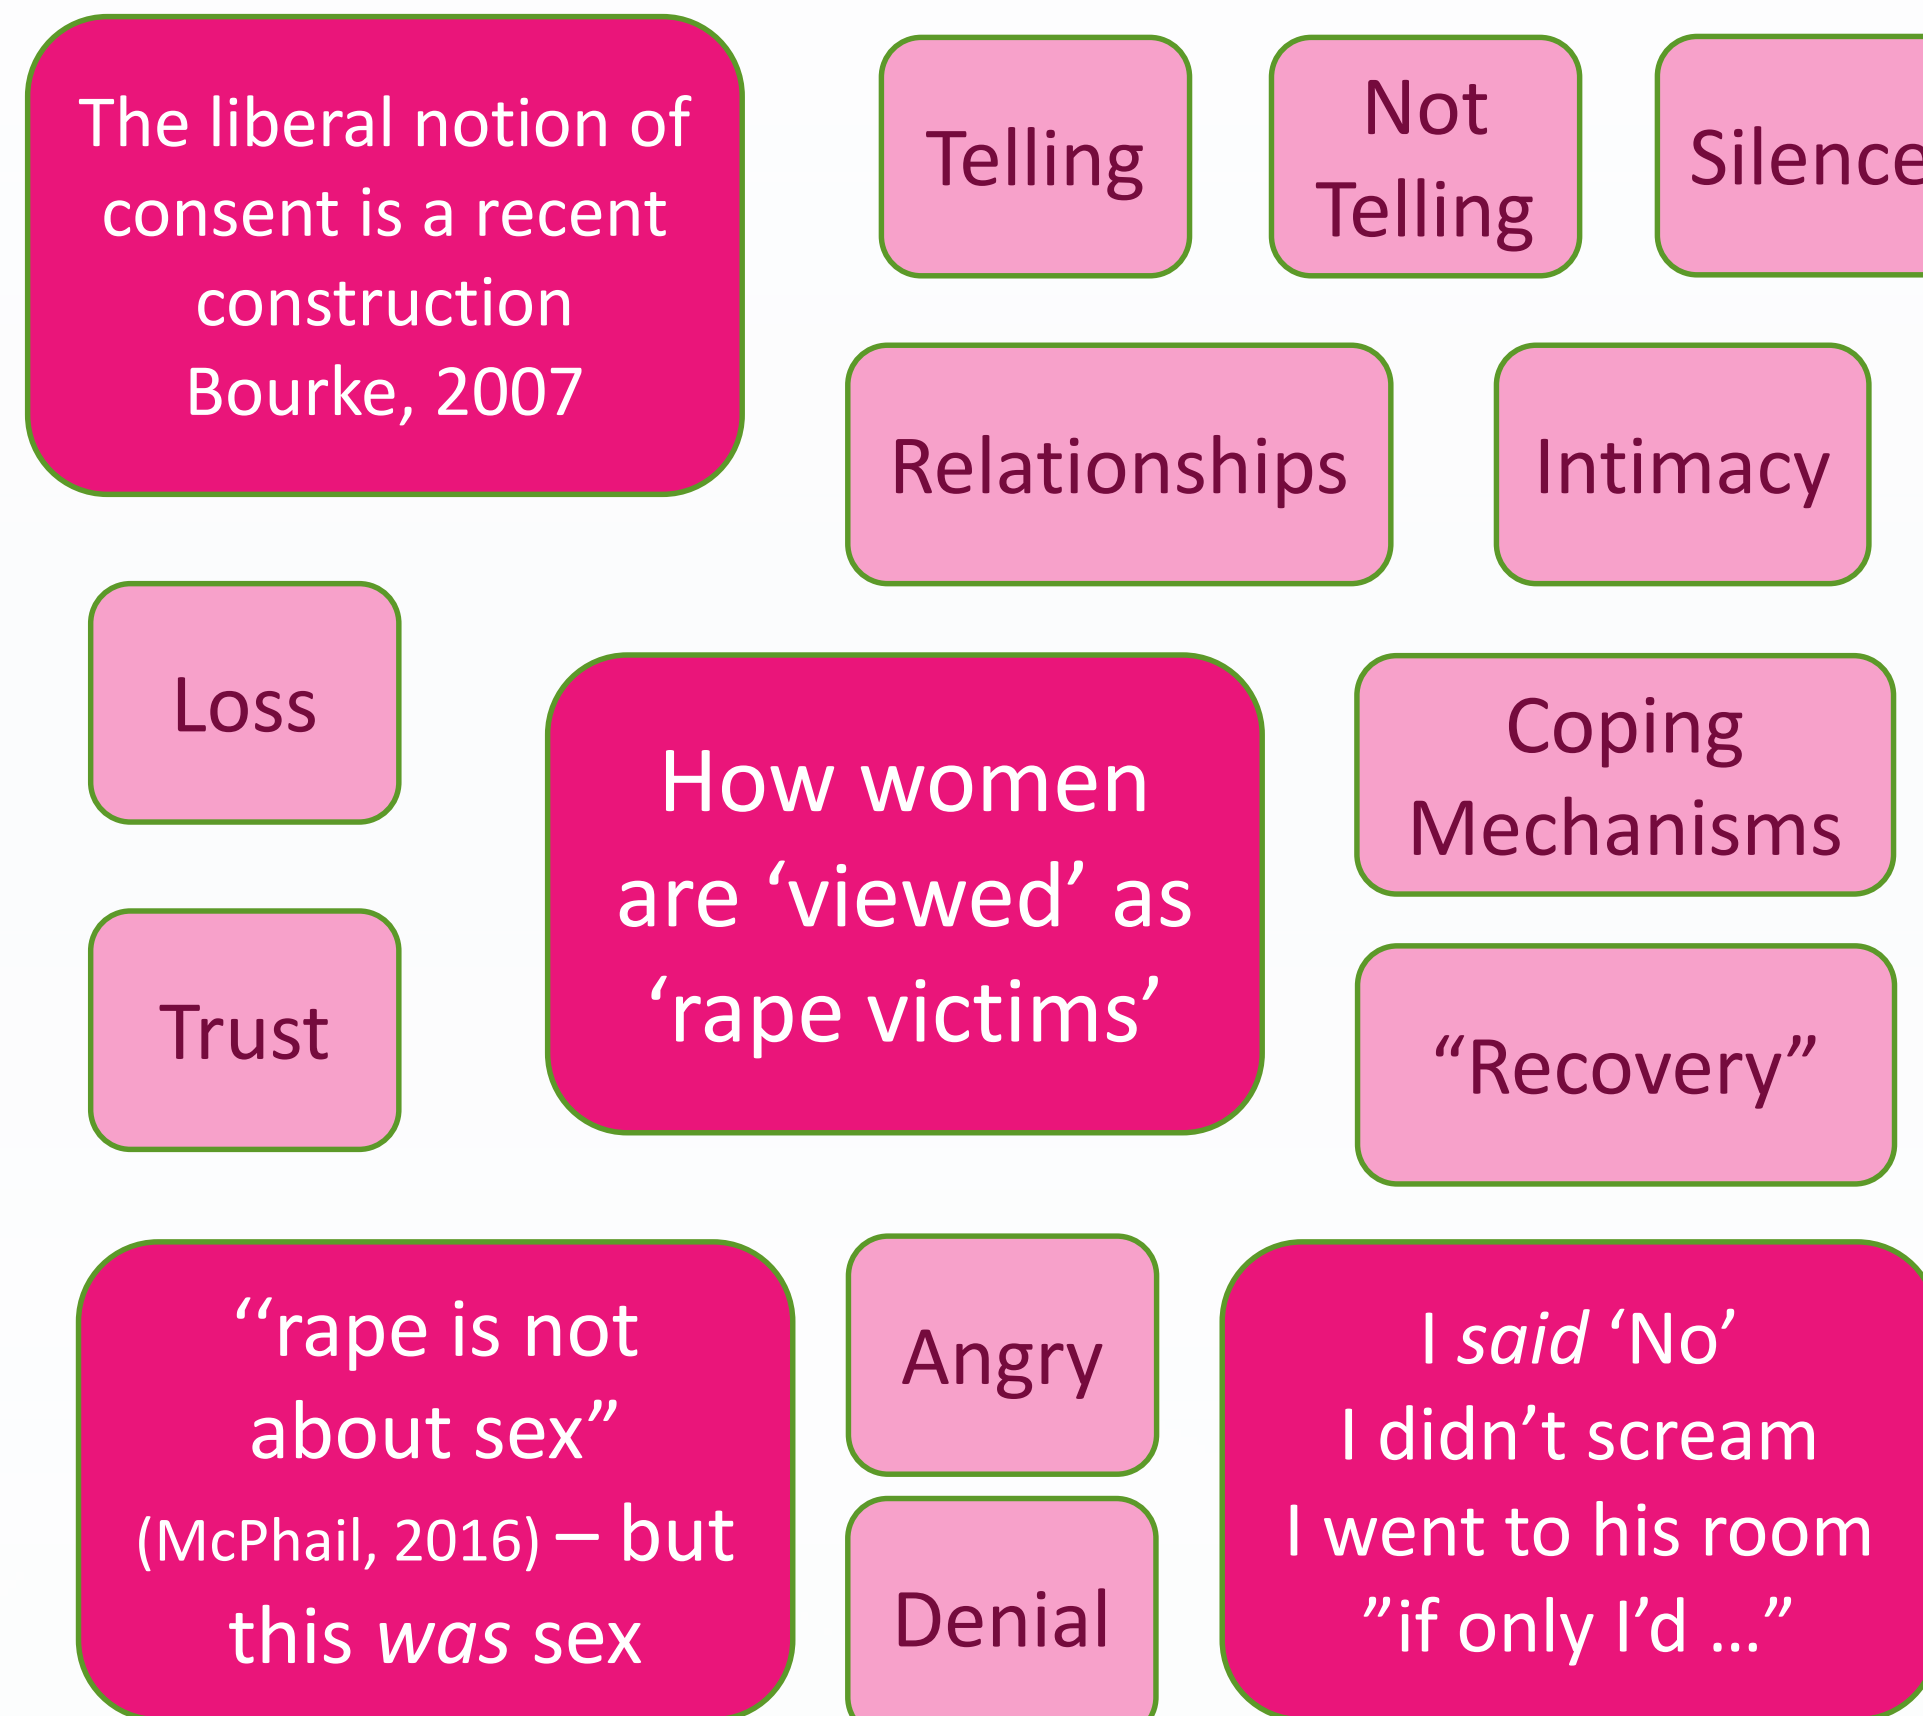 The liberal notion of
consent is a recent
construction
Bourke, 2007
Telling
Not
Telling
Silence
Relationships
Intimacy
Loss
How women
are ‘viewed’ as
‘rape victims’
Coping
Mechanisms
Trust
“Recovery”
‘‘rape is not
about sex”
(McPhail, 2016) – but
this was sex
Angry
Denial
I said ‘No’
I didn’t scream
I went to his room
”if only I’d …”